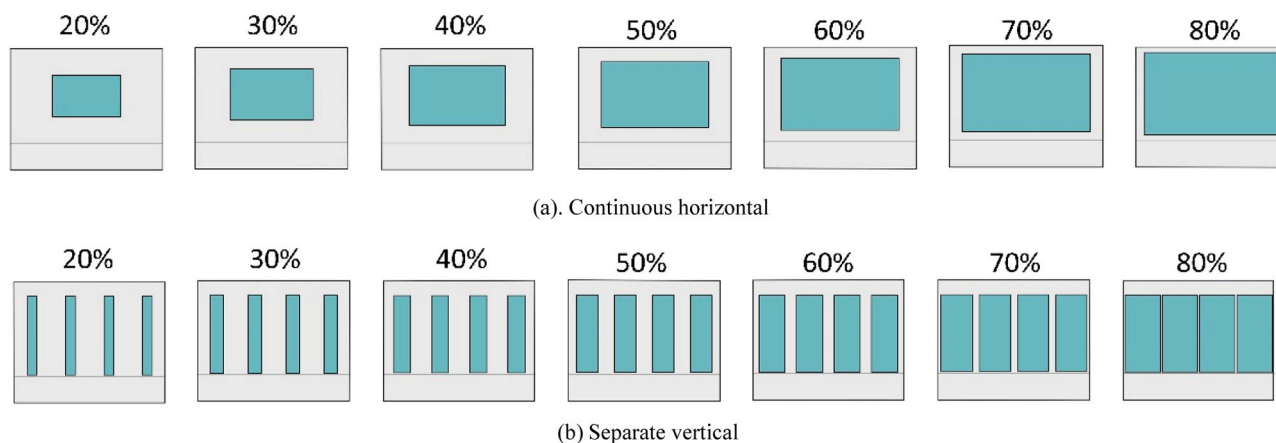 20% 30% 40% 50% 60% 70% 80%
(a). Continuous horizontal
20% 30% 40% 50% 60% 70% 80%
(b) Separate vertical